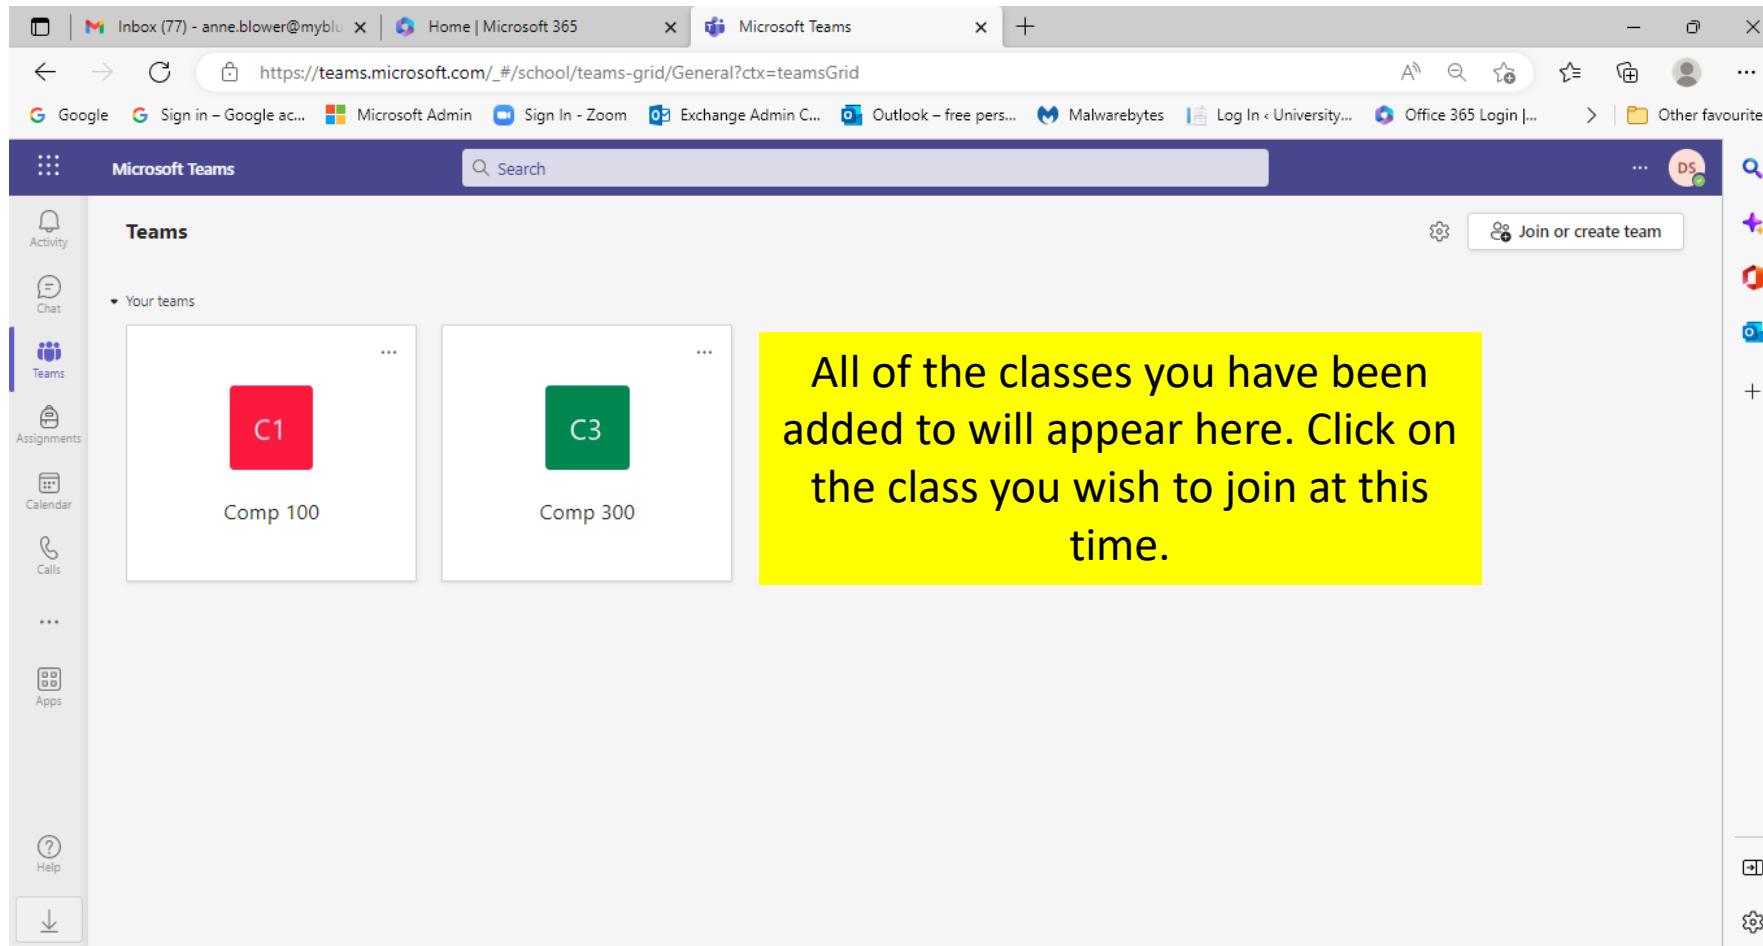 Inbox (77) - anne.blower@myblu
Home | Microsoft 365
Microsoft Teams
https://teams.microsoft.com/_#/school/teams-grid/General?ctx=teamsGrid
Google
Sign in – Google ac...
Microsoft Admin
Sign In - Zoom
Exchange Admin C...
Outlook – free pers...
Malwarebytes
Log In ‹ University...
Office 365 Login |...
Other favourite
Microsoft Teams
Search
DS
Activity
Chat
Teams
Assignments
Calendar
Calls
Apps
Help
Teams
Join or create team
Your teams
C1
Comp 100
C3
Comp 300
All of the classes you have been
added to will appear here. Click on
the class you wish to join at this
time.